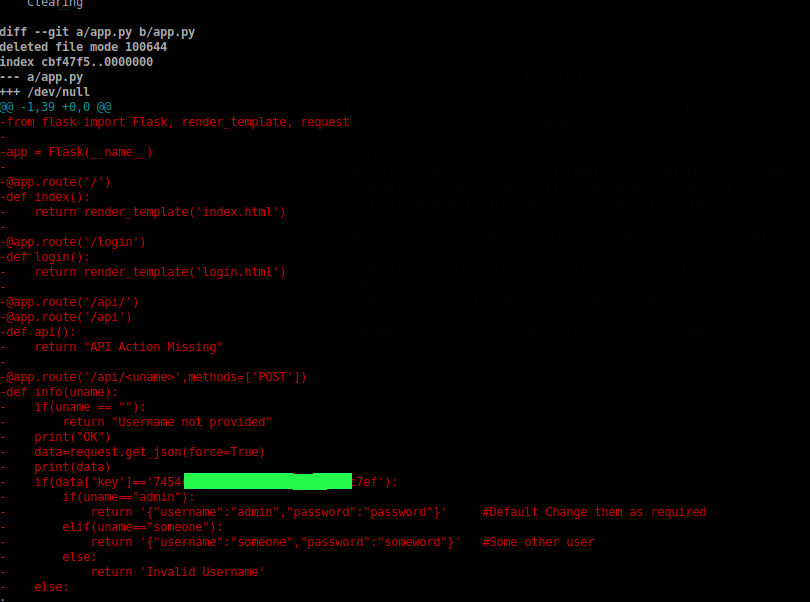 Clearing
diff --git a/app.py b/app.py
deleted file mode 100644
index cbf47f5..0000000
--- a/app.py
+++ /dev/null
@@ -1,39 +0,0 @@
-from flask import Flask, render_template, request
-
-app = Flask(__name__)
-
-@app.route('/')
-def index():
-    return render_template('index.html')
-
-@app.route('/login')
-def login():
-    return render_template('login.html')
-
-@app.route('/api/')
-@app.route('/api')
-def api():
-    return "API Action Missing"
-
-@app.route('/api/<uname>',methods=['POST'])
-def info(uname):
-    if(uname == ""):
-        return "Username not provided"
-    print("OK")
-    data=request.get_json(force=True)
-    print(data)
-    if(data['key']=='7454 c7ef'):
-        if(uname=="admin"):
-            return '{"username":"admin","password":"password"}'     #Default Change them as required
-        elif(uname=="someone"):
-            return '{"username":"someone","password":"someword"}'   #Some other user
-        else:
-            return 'Invalid Username'
-    else:
: